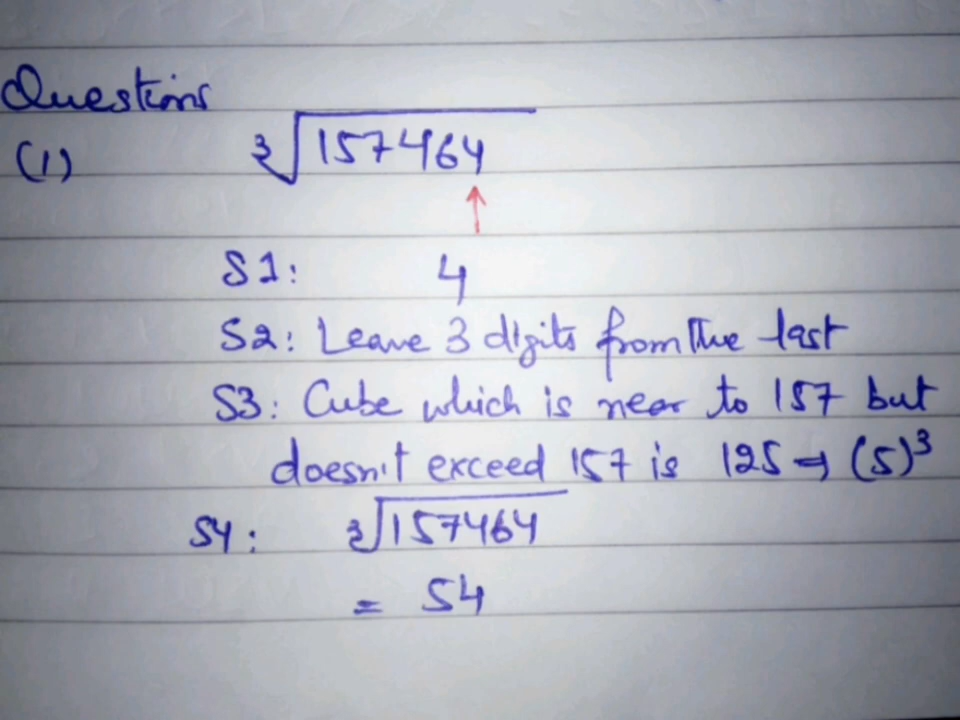 Questions
(1) ∛157464
S1: 4
S2: Leave 3 digits from the last
S3: Cube which is near to 157 but
doesn't exceed 157 is 125 ⇒ (5)³
S4: ∛157464
= 54